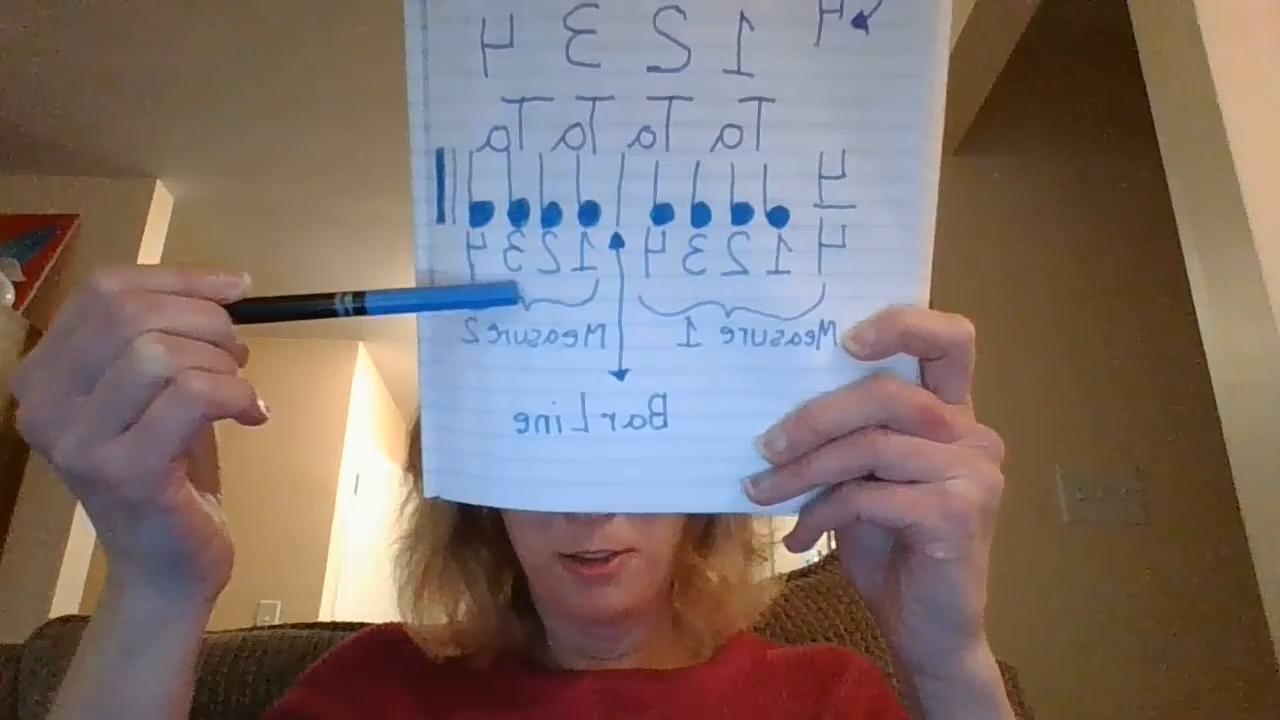 4 1 2 3 4
Ta Ta Ta Ta
4
4 1 2 3 4 1 2 3 4
Measure 1 Measure 2
Bar Line